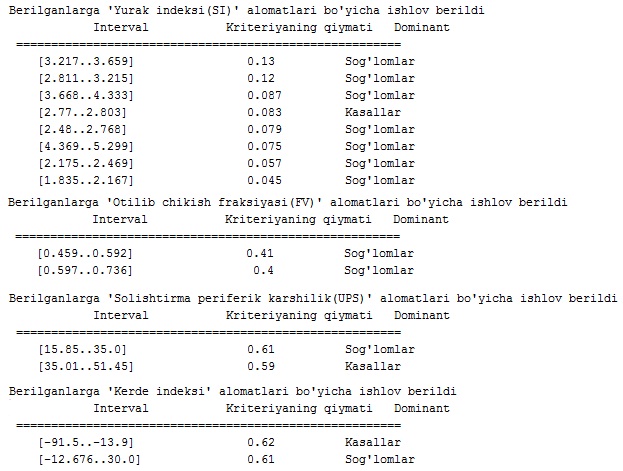 Berilganlarga 'Yurak indeksi(SI)' alomatlari bo'yicha ishlov berildi
Interval Kriteriyaning qiymati Dominant
=======================================================
[3.217..3.659] 0.13 Sog'lomlar
[2.811..3.215] 0.12 Sog'lomlar
[3.668..4.333] 0.087 Sog'lomlar
[2.77..2.803] 0.083 Kasallar
[2.48..2.768] 0.079 Sog'lomlar
[4.369..5.299] 0.075 Sog'lomlar
[2.175..2.469] 0.057 Sog'lomlar
[1.835..2.167] 0.045 Sog'lomlar
Berilganlarga 'Otilib chikish fraksiyasi(FV)' alomatlari bo'yicha ishlov berildi
Interval Kriteriyaning qiymati Dominant
=======================================================
[0.459..0.592] 0.41 Sog'lomlar
[0.597..0.736] 0.4 Sog'lomlar
Berilganlarga 'Solishtirma periferik karshilik(UPS)' alomatlari bo'yicha ishlov berildi
Interval Kriteriyaning qiymati Dominant
=======================================================
[15.85..35.0] 0.61 Sog'lomlar
[35.01..51.45] 0.59 Kasallar
Berilganlarga 'Kerde indeksi' alomatlari bo'yicha ishlov berildi
Interval Kriteriyaning qiymati Dominant
=======================================================
[-91.5..-13.9] 0.62 Kasallar
[-12.676..30.0] 0.61 Sog'lomlar